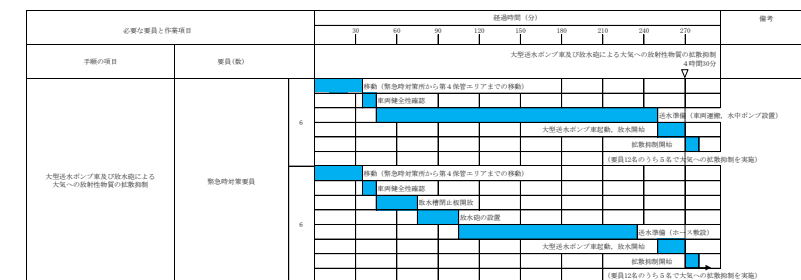 必要な要員と作業項目
経過時間（分）
備考
30 60 90 120 150 180 210 240 270
手順の項目
要員(数)
大型送水ポンプ車及び放水砲による大気への放射性物質の拡散抑制
4時間30分
▽
大型送水ポンプ車及び放水砲による
大気への放射性物質の拡散抑制
緊急時対策要員
6
移動（緊急時対策所から第４保管エリアまでの移動）
車両健全性確認
送水準備（車両運搬、水中ポンプ設置）
大型送水ポンプ車起動、放水開始
拡散抑制開始
（要員12名のうち５名で大気への拡散抑制を実施）
6
移動（緊急時対策所から第４保管エリアまでの移動）
車両健全性確認
取水槽閉止板開放
放水砲の設置
送水準備（ホース敷設）
大型送水ポンプ車起動、放水開始
拡散抑制開始
（要員12名のうち５名で大気への拡散抑制を実施）